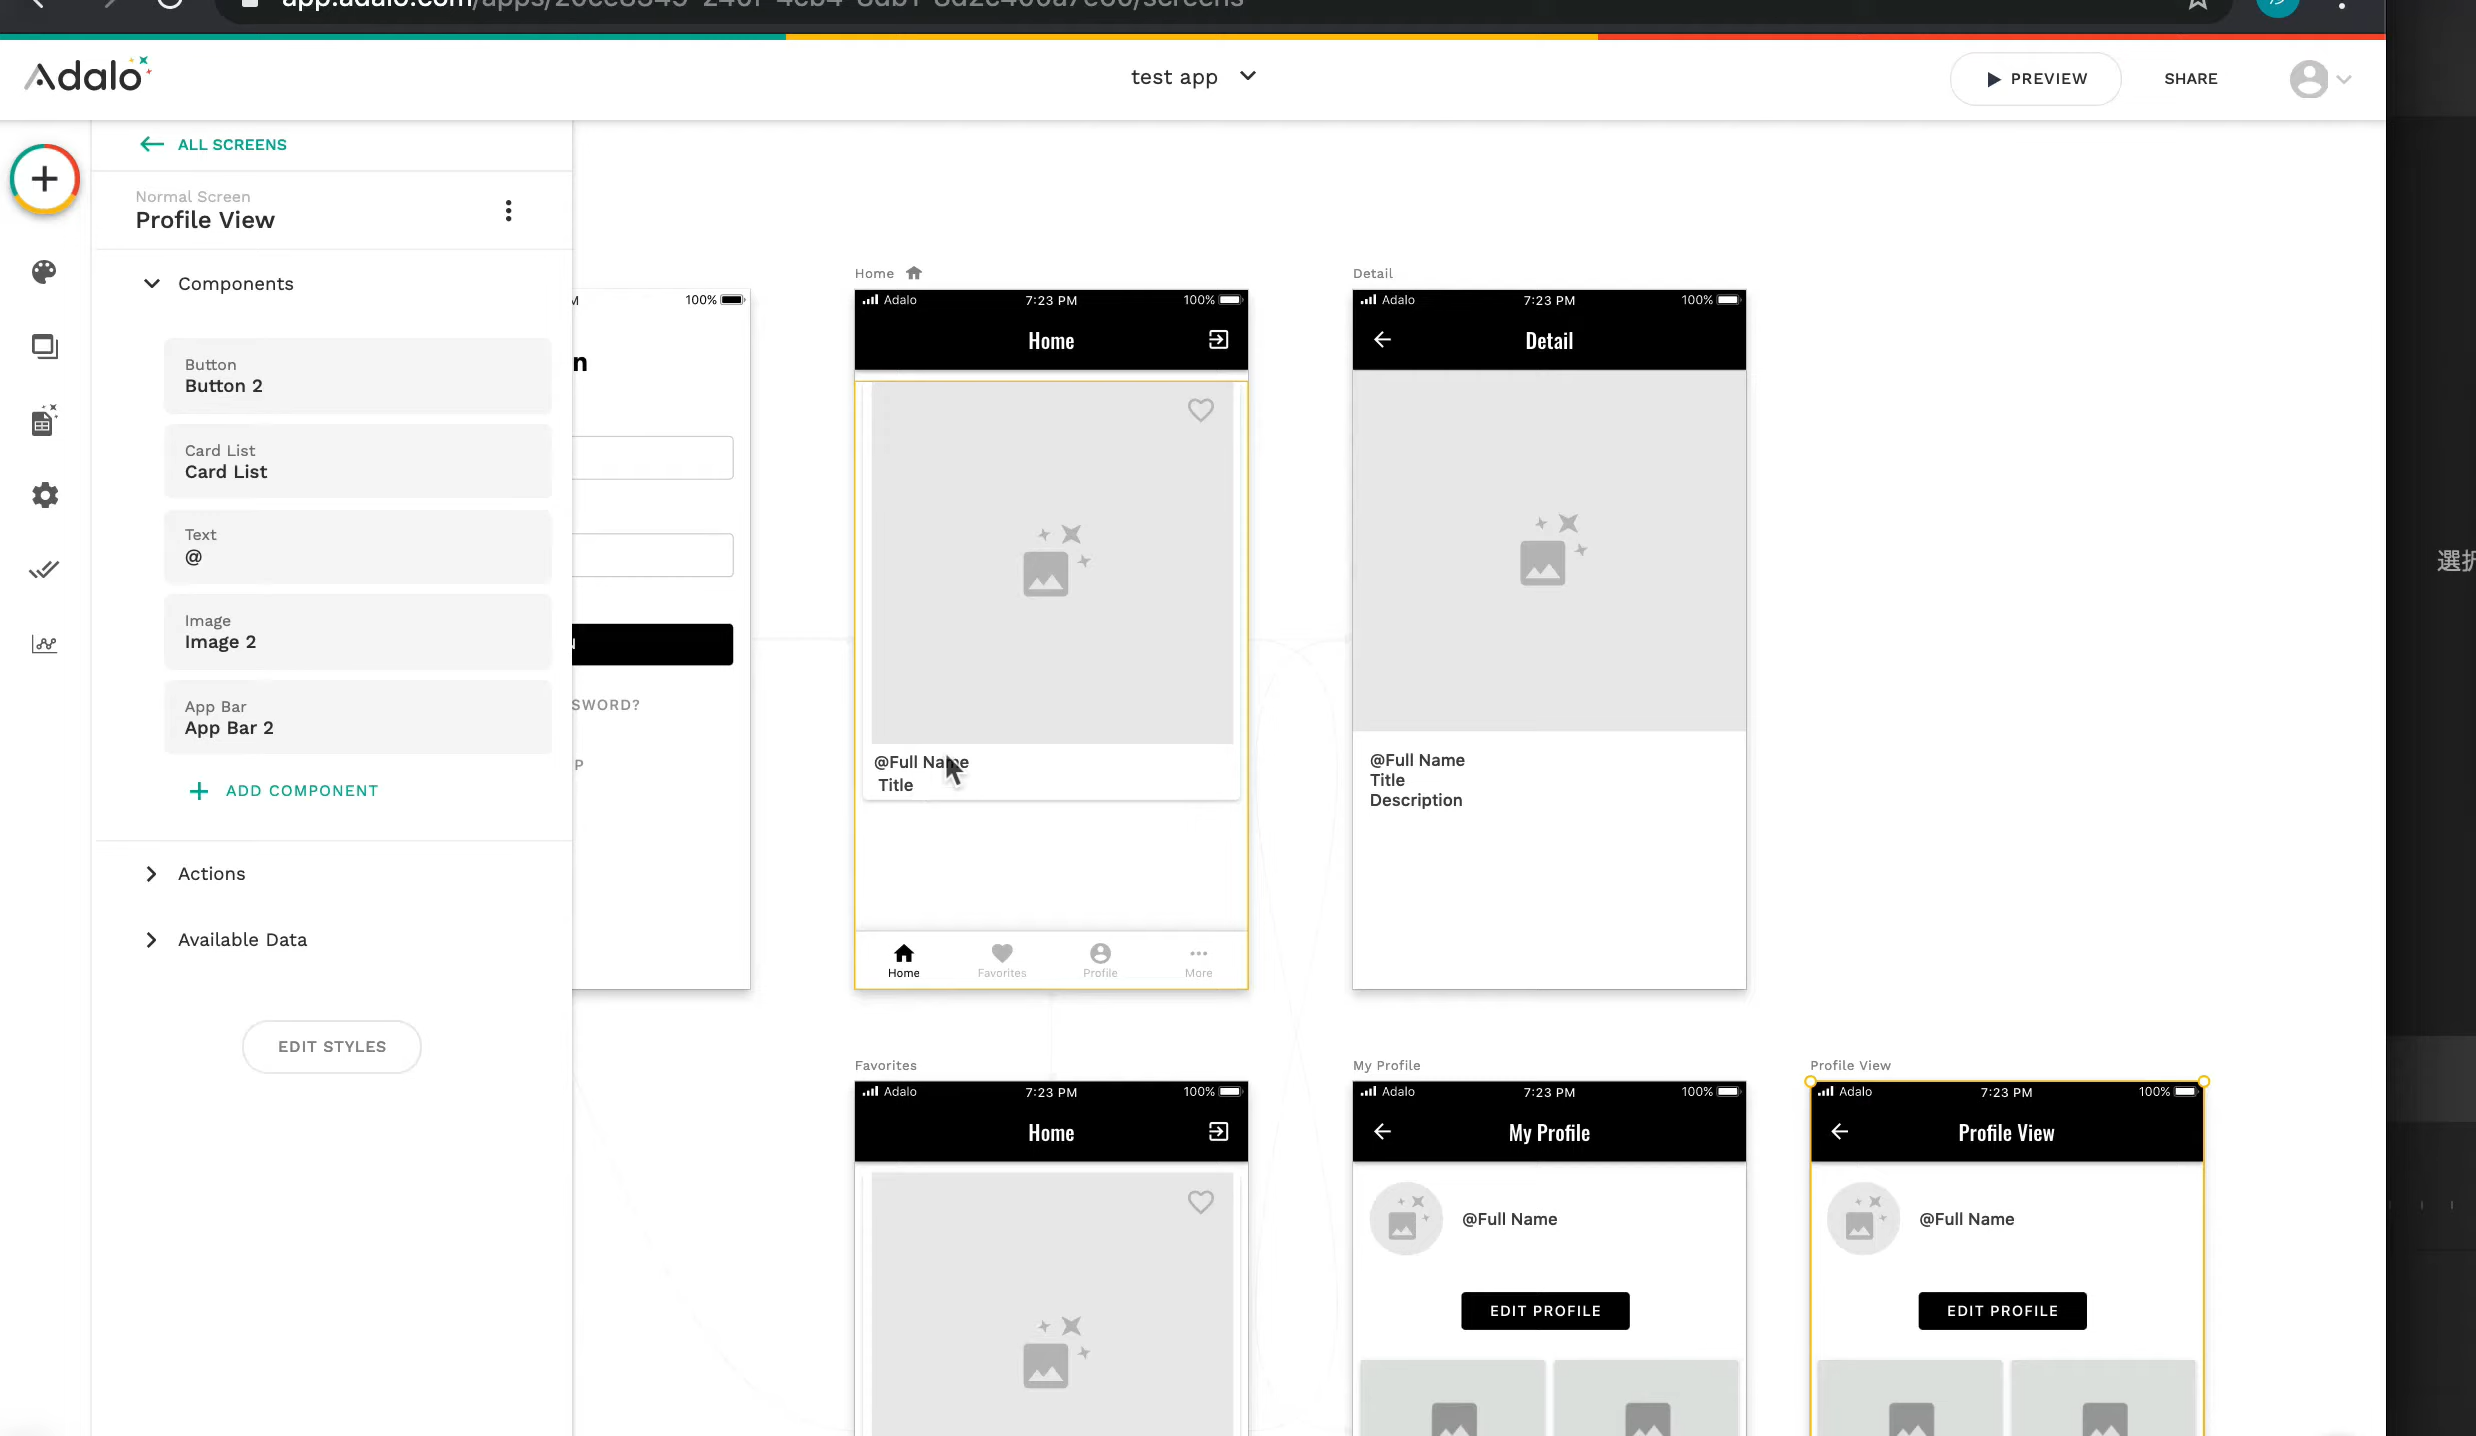 Adalo
test app
PREVIEW
SHARE
ALL SCREENS
Normal Screen
Profile View
Components
Button
Button 2
Card List
Card List
Text
@
Image
Image 2
App Bar
App Bar 2
ADD COMPONENT
Actions
Available Data
EDIT STYLES
M
100%
n
N
SWORD?
P
Home
Adalo
7:23 PM
100%
Home
@Full Name
Title
Home
Favorites
Profile
More
Detail
Adalo
7:23 PM
100%
Detail
@Full Name
Title
Description
Favorites
Adalo
7:23 PM
100%
Home
My Profile
Adalo
7:23 PM
100%
My Profile
@Full Name
EDIT PROFILE
Profile View
Adalo
7:23 PM
100%
Profile View
@Full Name
EDIT PROFILE
選択